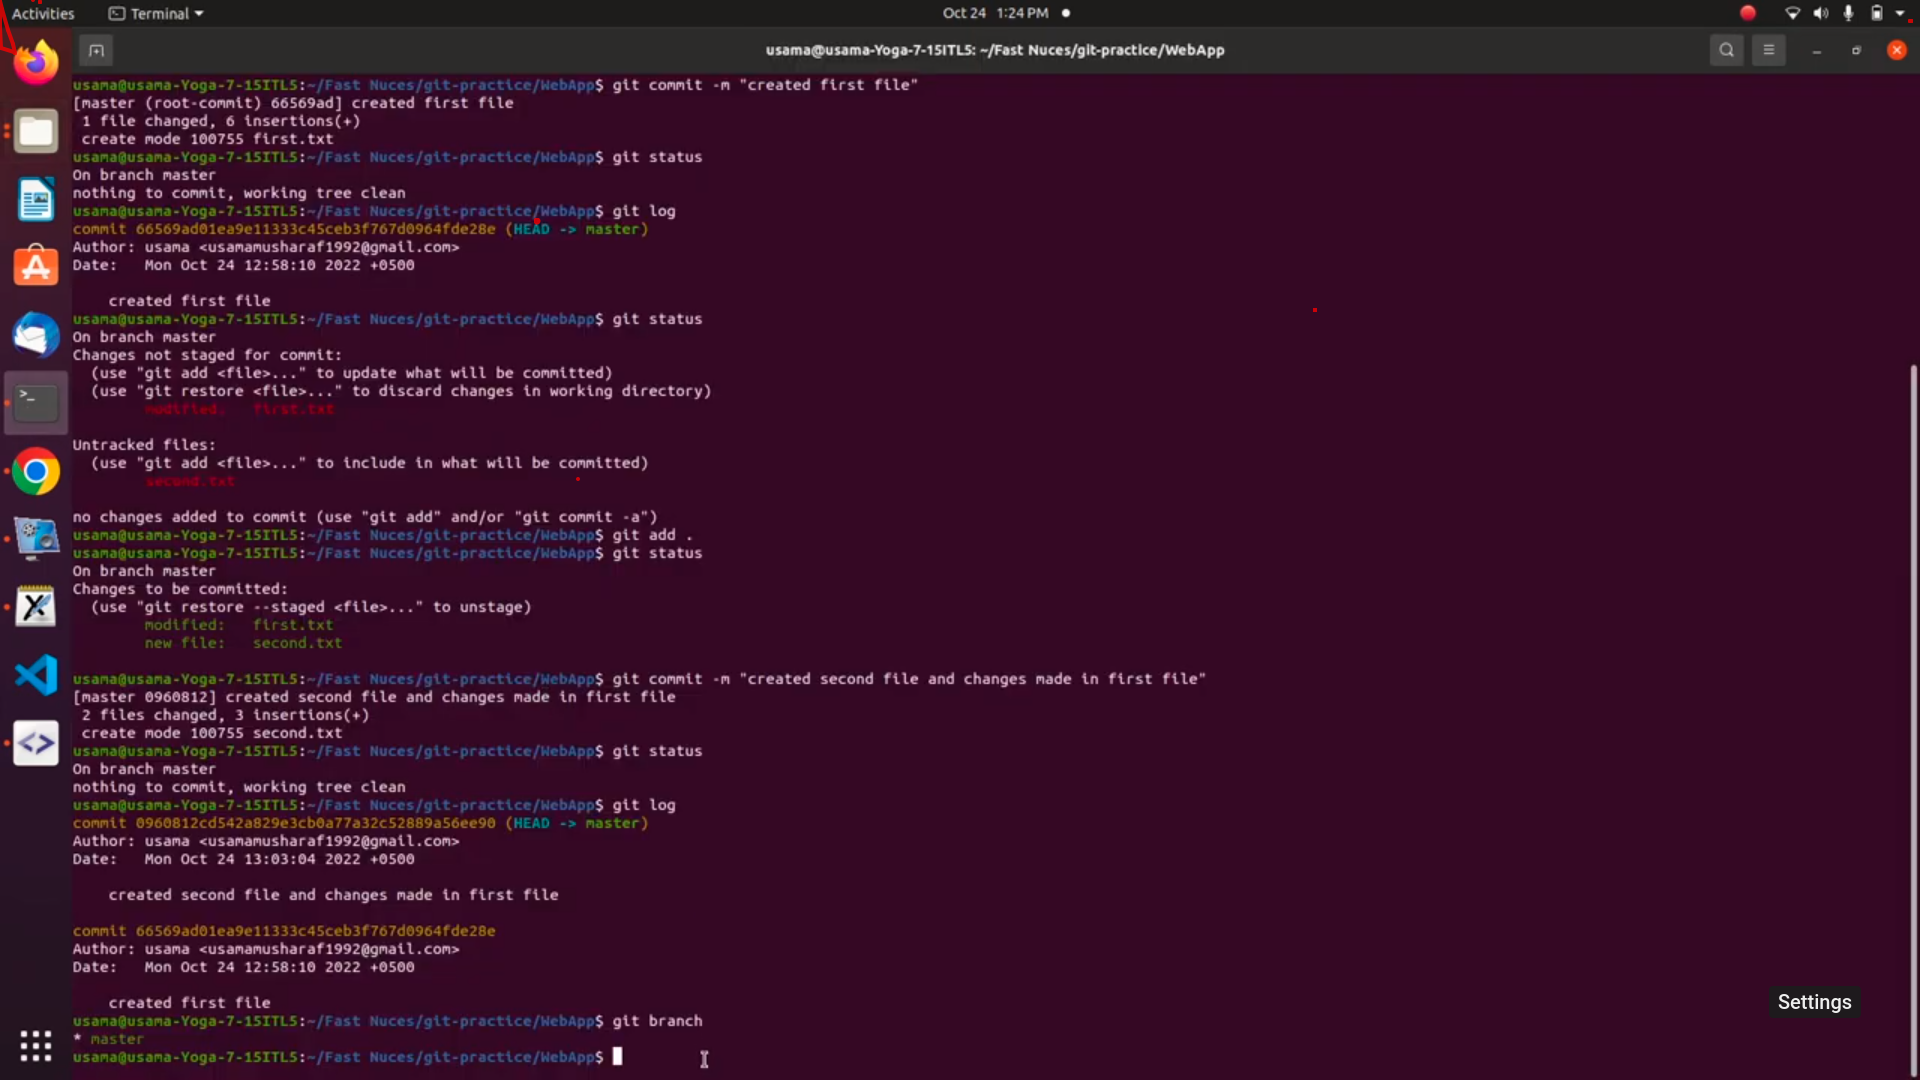 Activities
Terminal
Oct 24 1:24 PM
usama@usama-Yoga-7-15ITL5: ~/Fast Nuces/git-practice/WebApp
usama@usama-Yoga-7-15ITL5:~/Fast Nuces/git-practice/WebApp$ git commit -m "created first file"
[master (root-commit) 66569ad] created first file
1 file changed, 6 insertions(+)
create mode 100755 first.txt
usama@usama-Yoga-7-15ITL5:~/Fast Nuces/git-practice/WebApp$ git status
On branch master
nothing to commit, working tree clean
usama@usama-Yoga-7-15ITL5:~/Fast Nuces/git-practice/WebApp$ git log
commit 66569ad01ea9e11333c45ceb3f767d0964fde28e (HEAD -> master)
Author: usama <usamamusharaf1992@gmail.com>
Date:   Mon Oct 24 12:58:10 2022 +0500
created first file
usama@usama-Yoga-7-15ITL5:~/Fast Nuces/git-practice/WebApp$ git status
On branch master
Changes not staged for commit:
(use "git add <file>..." to update what will be committed)
(use "git restore <file>..." to discard changes in working directory)
modified:   first.txt
Untracked files:
(use "git add <file>..." to include in what will be committed)
second.txt
no changes added to commit (use "git add" and/or "git commit -a")
usama@usama-Yoga-7-15ITL5:~/Fast Nuces/git-practice/WebApp$ git add .
usama@usama-Yoga-7-15ITL5:~/Fast Nuces/git-practice/WebApp$ git status
On branch master
Changes to be committed:
(use "git restore --staged <file>..." to unstage)
modified:   first.txt
new file:   second.txt
usama@usama-Yoga-7-15ITL5:~/Fast Nuces/git-practice/WebApp$ git commit -m "created second file and changes made in first file"
[master 0960812] created second file and changes made in first file
2 files changed, 3 insertions(+)
create mode 100755 second.txt
usama@usama-Yoga-7-15ITL5:~/Fast Nuces/git-practice/WebApp$ git status
On branch master
nothing to commit, working tree clean
usama@usama-Yoga-7-15ITL5:~/Fast Nuces/git-practice/WebApp$ git log
commit 0960812cd542a829e3cb0a77a32c52889a56ee90 (HEAD -> master)
Author: usama <usamamusharaf1992@gmail.com>
Date:   Mon Oct 24 13:03:04 2022 +0500
created second file and changes made in first file
commit 66569ad01ea9e11333c45ceb3f767d0964fde28e
Author: usama <usamamusharaf1992@gmail.com>
Date:   Mon Oct 24 12:58:10 2022 +0500
created first file
usama@usama-Yoga-7-15ITL5:~/Fast Nuces/git-practice/WebApp$ git branch
* master
usama@usama-Yoga-7-15ITL5:~/Fast Nuces/git-practice/WebApp$
Settings